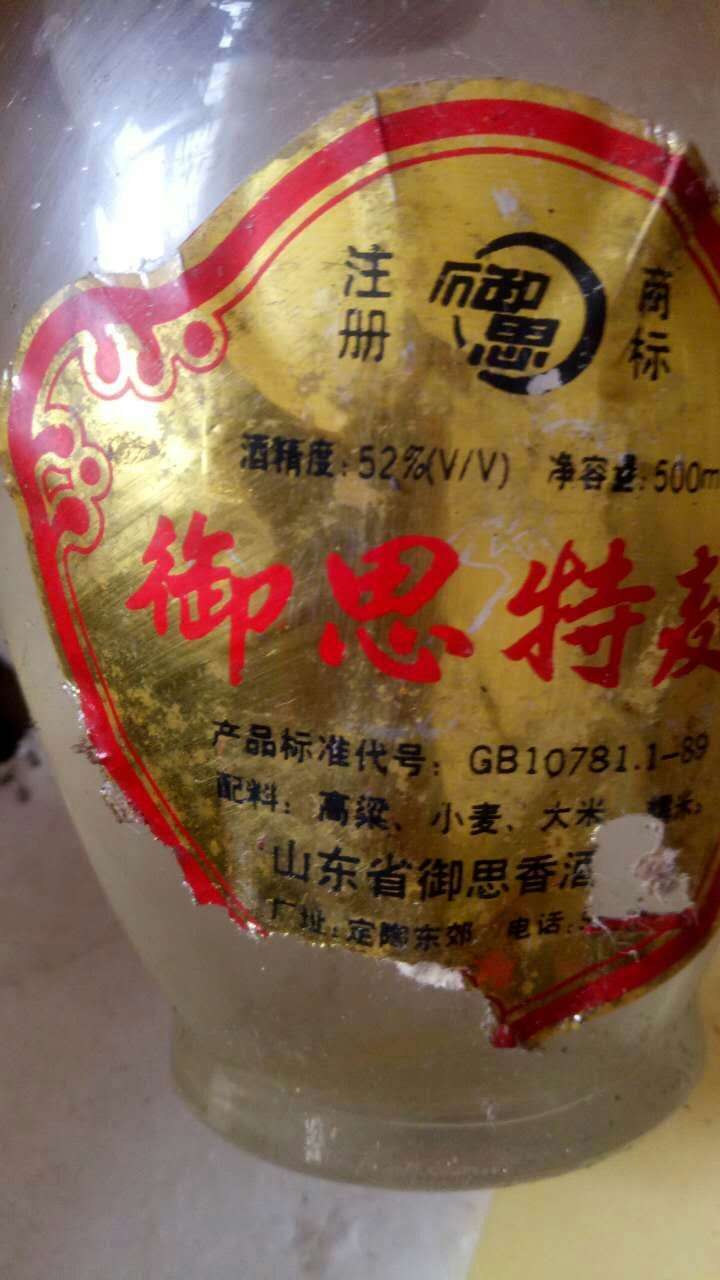 注册 御思 商标
酒精度：52%(V/V) 净容量：500m
御思特
产品标准代号：GB10781.1-89
配料：高粱、小麦、大米、糯米
山东省御思香酒
厂址：定陶东郊 电话：